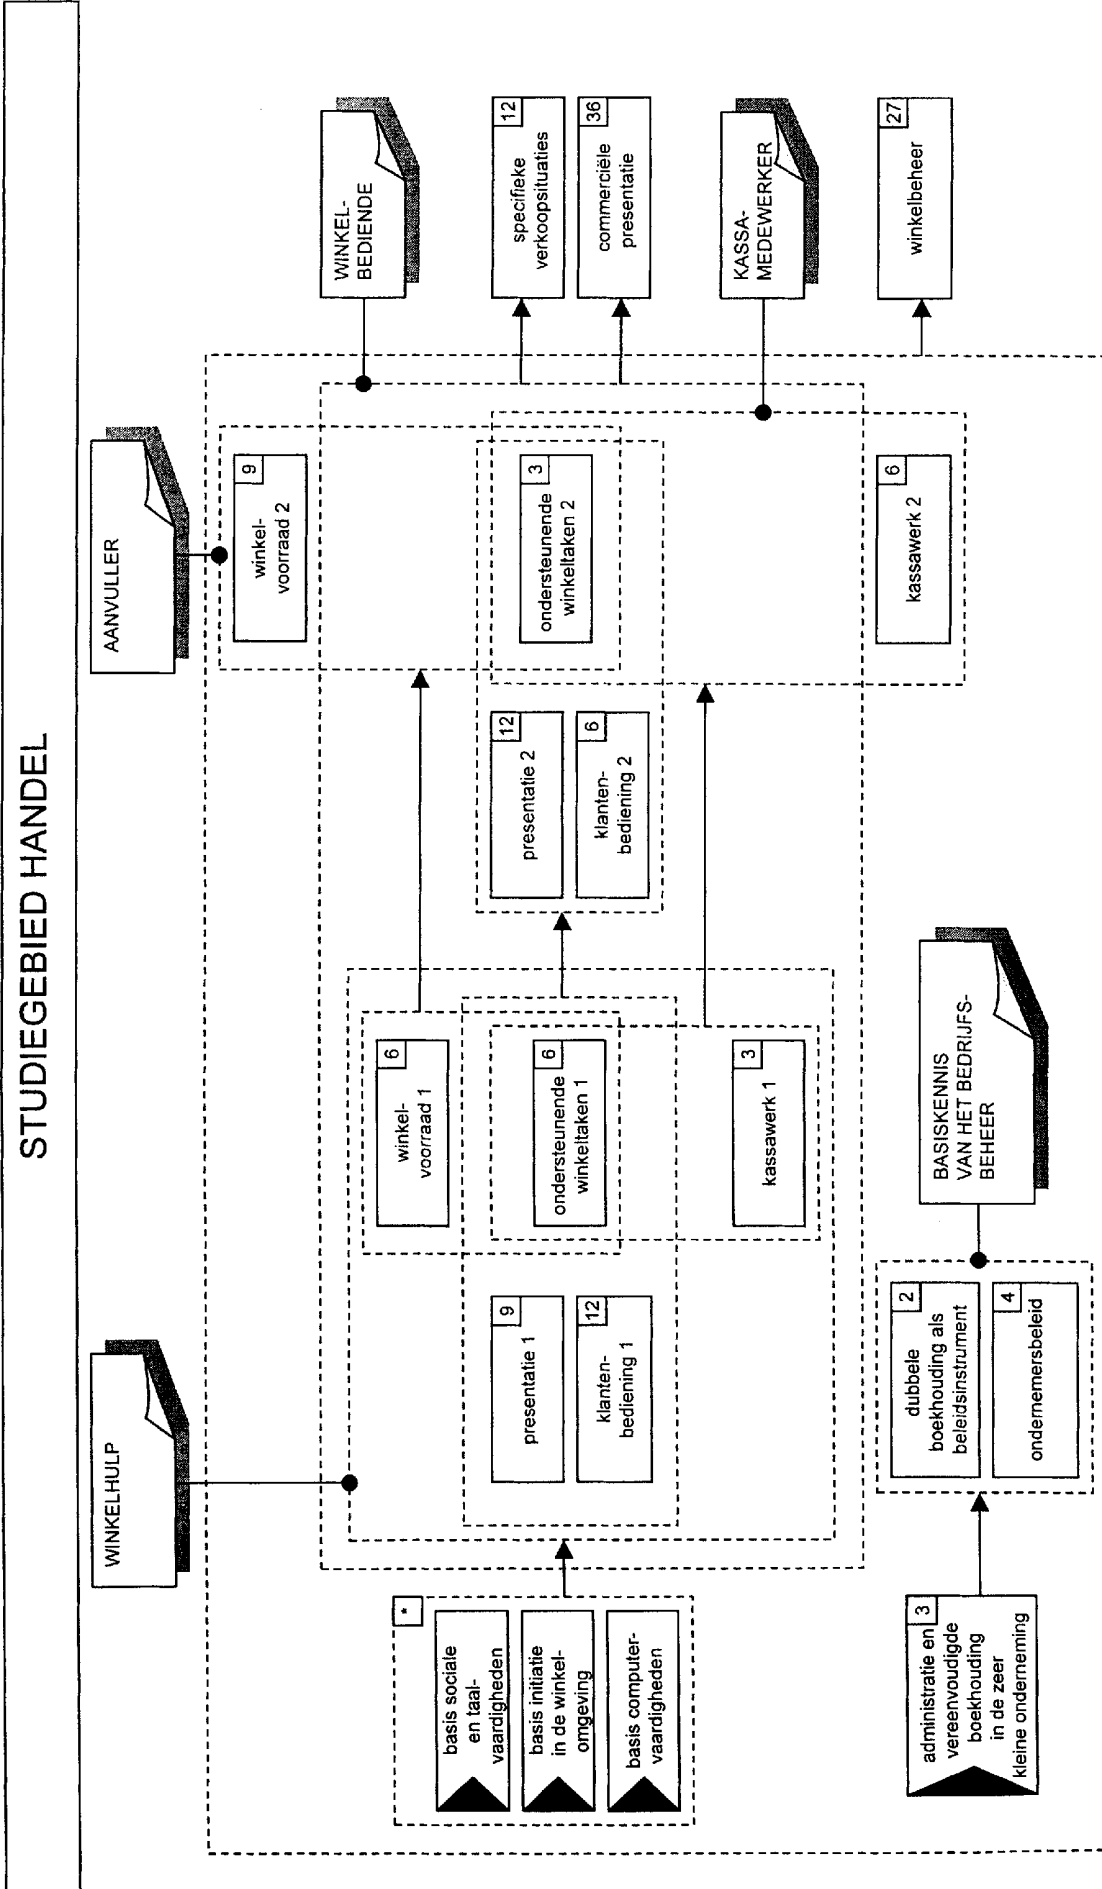 STUDIEGEBIED HANDEL
WINKELHULP
AANVULLER
WINKEL-
BEDIENDE
*
basis sociale
en taal-
vaardigheden
basis initiatie
in de winkel-
omgeving
basis computer-
vaardigheden
9
presentatie 1
12
klanten-
bediening 1
6
winkel-
voorraad 1
6
ondersteunende
winkeltaken 1
3
kassawerk 1
12
presentatie 2
6
klanten-
bediening 2
9
winkel-
voorraad 2
3
ondersteunende
winkeltaken 2
6
kassawerk 2
12
specifieke
verkoopsituaties
36
commerciële
presentatie
KASSA-
MEDEWERKER
27
winkelbeheer
3
administratie en
vereenvoudigde
boekhouding
in de zeer
kleine onderneming
2
dubbele
boekhouding als
beleidsinstrument
4
ondernemersbeleid
BASISKENNIS
VAN HET BEDRIJFS-
BEHEER